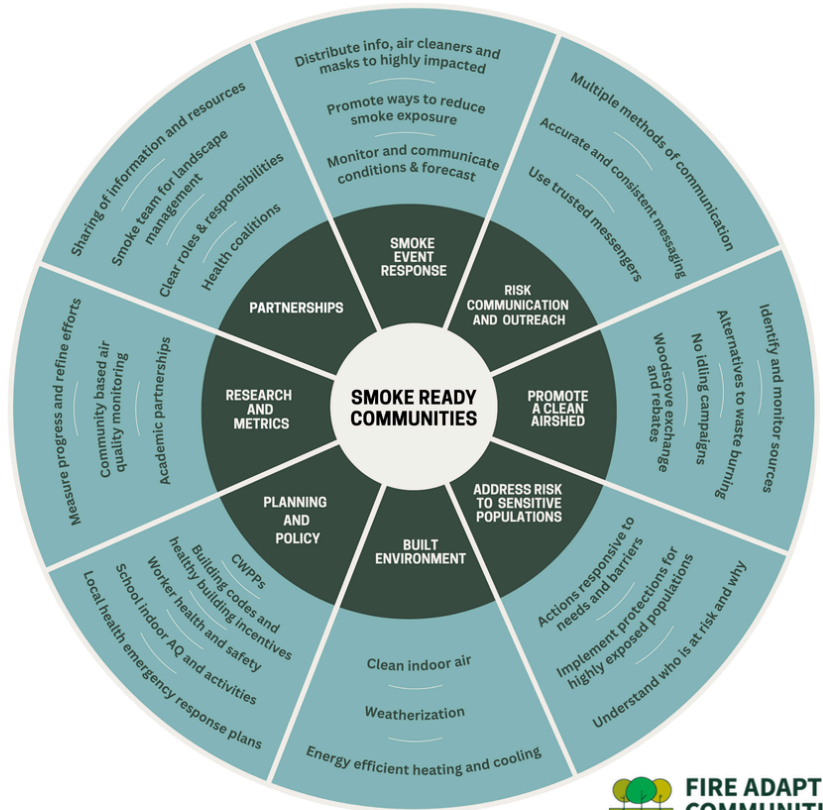 SMOKE READY
COMMUNITIES
SMOKE
EVENT
RESPONSE
Distribute info, air cleaners and
masks to highly impacted
Promote ways to reduce
smoke exposure
Monitor and communicate
conditions & forecast
RISK
COMMUNICATION
AND OUTREACH
Multiple methods of communication
Accurate and consistent messaging
Use trusted messengers
PROMOTE
A CLEAN
AIRSHED
Identify and monitor sources
Alternatives to waste burning
No idling campaigns
Woodstove exchange
and rebates
ADDRESS RISK
TO SENSITIVE
POPULATIONS
Actions responsive to
needs and barriers
Implement protections for
highly exposed populations
Understand who is at risk and why
BUILT
ENVIRONMENT
Clean indoor air
Weatherization
Energy efficient heating and cooling
PLANNING
AND
POLICY
CWPPs
Building codes and
healthy building incentives
Worker health and safety
School indoor AQ and activities
Local health emergency response plans
RESEARCH
AND
METRICS
Measure progress and refine efforts
Community based air
quality monitoring
Academic partnerships
PARTNERSHIPS
Sharing of information and resources
Smoke team for landscape
management
Clear roles & responsibilities
Health coalitions
FIRE ADAPT